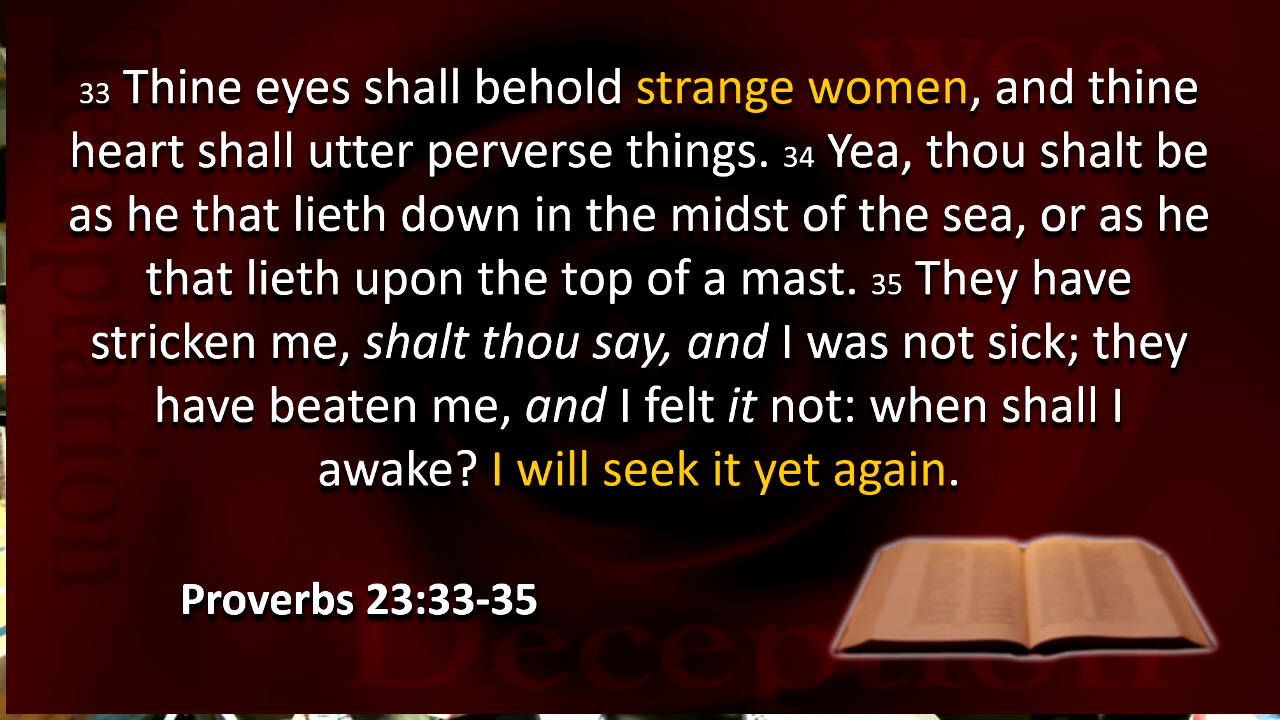 woe
Temptation
33 Thine eyes shall behold strange women, and thine
heart shall utter perverse things. 34 Yea, thou shalt be
as he that lieth down in the midst of the sea, or as he
that lieth upon the top of a mast. 35 They have
stricken me, shalt thou say, and I was not sick; they
have beaten me, and I felt it not: when shall I
awake? I will seek it yet again.
Proverbs 23:33-35
Deception